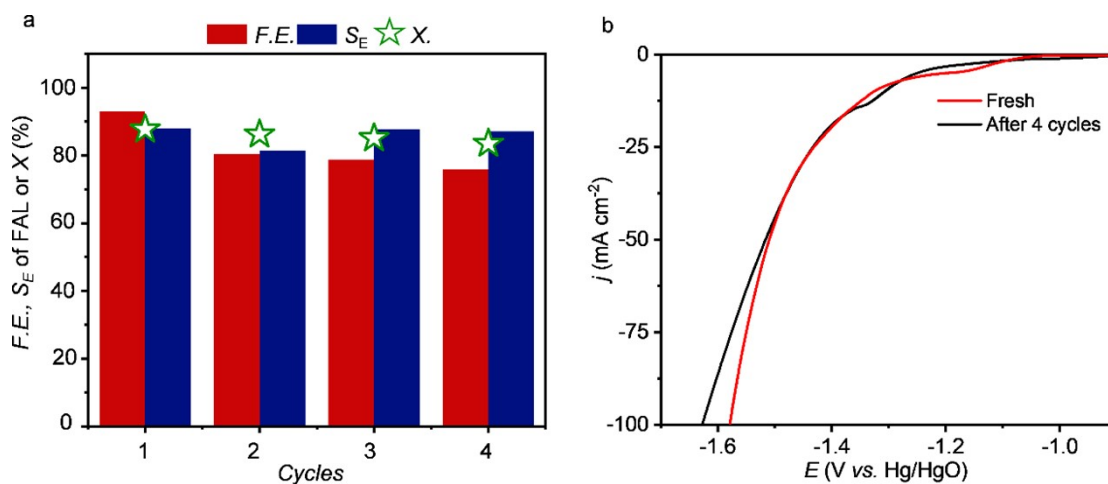 a
F.E. S_E X.
F.E., S_E of FAL or X (%)
100
80
60
40
20
0
1 2 3 4
Cycles
b
Fresh
After 4 cycles
j (mA cm⁻²)
0
-25
-50
-75
-100
-1.6 -1.4 -1.2 -1.0
E (V vs. Hg/HgO)